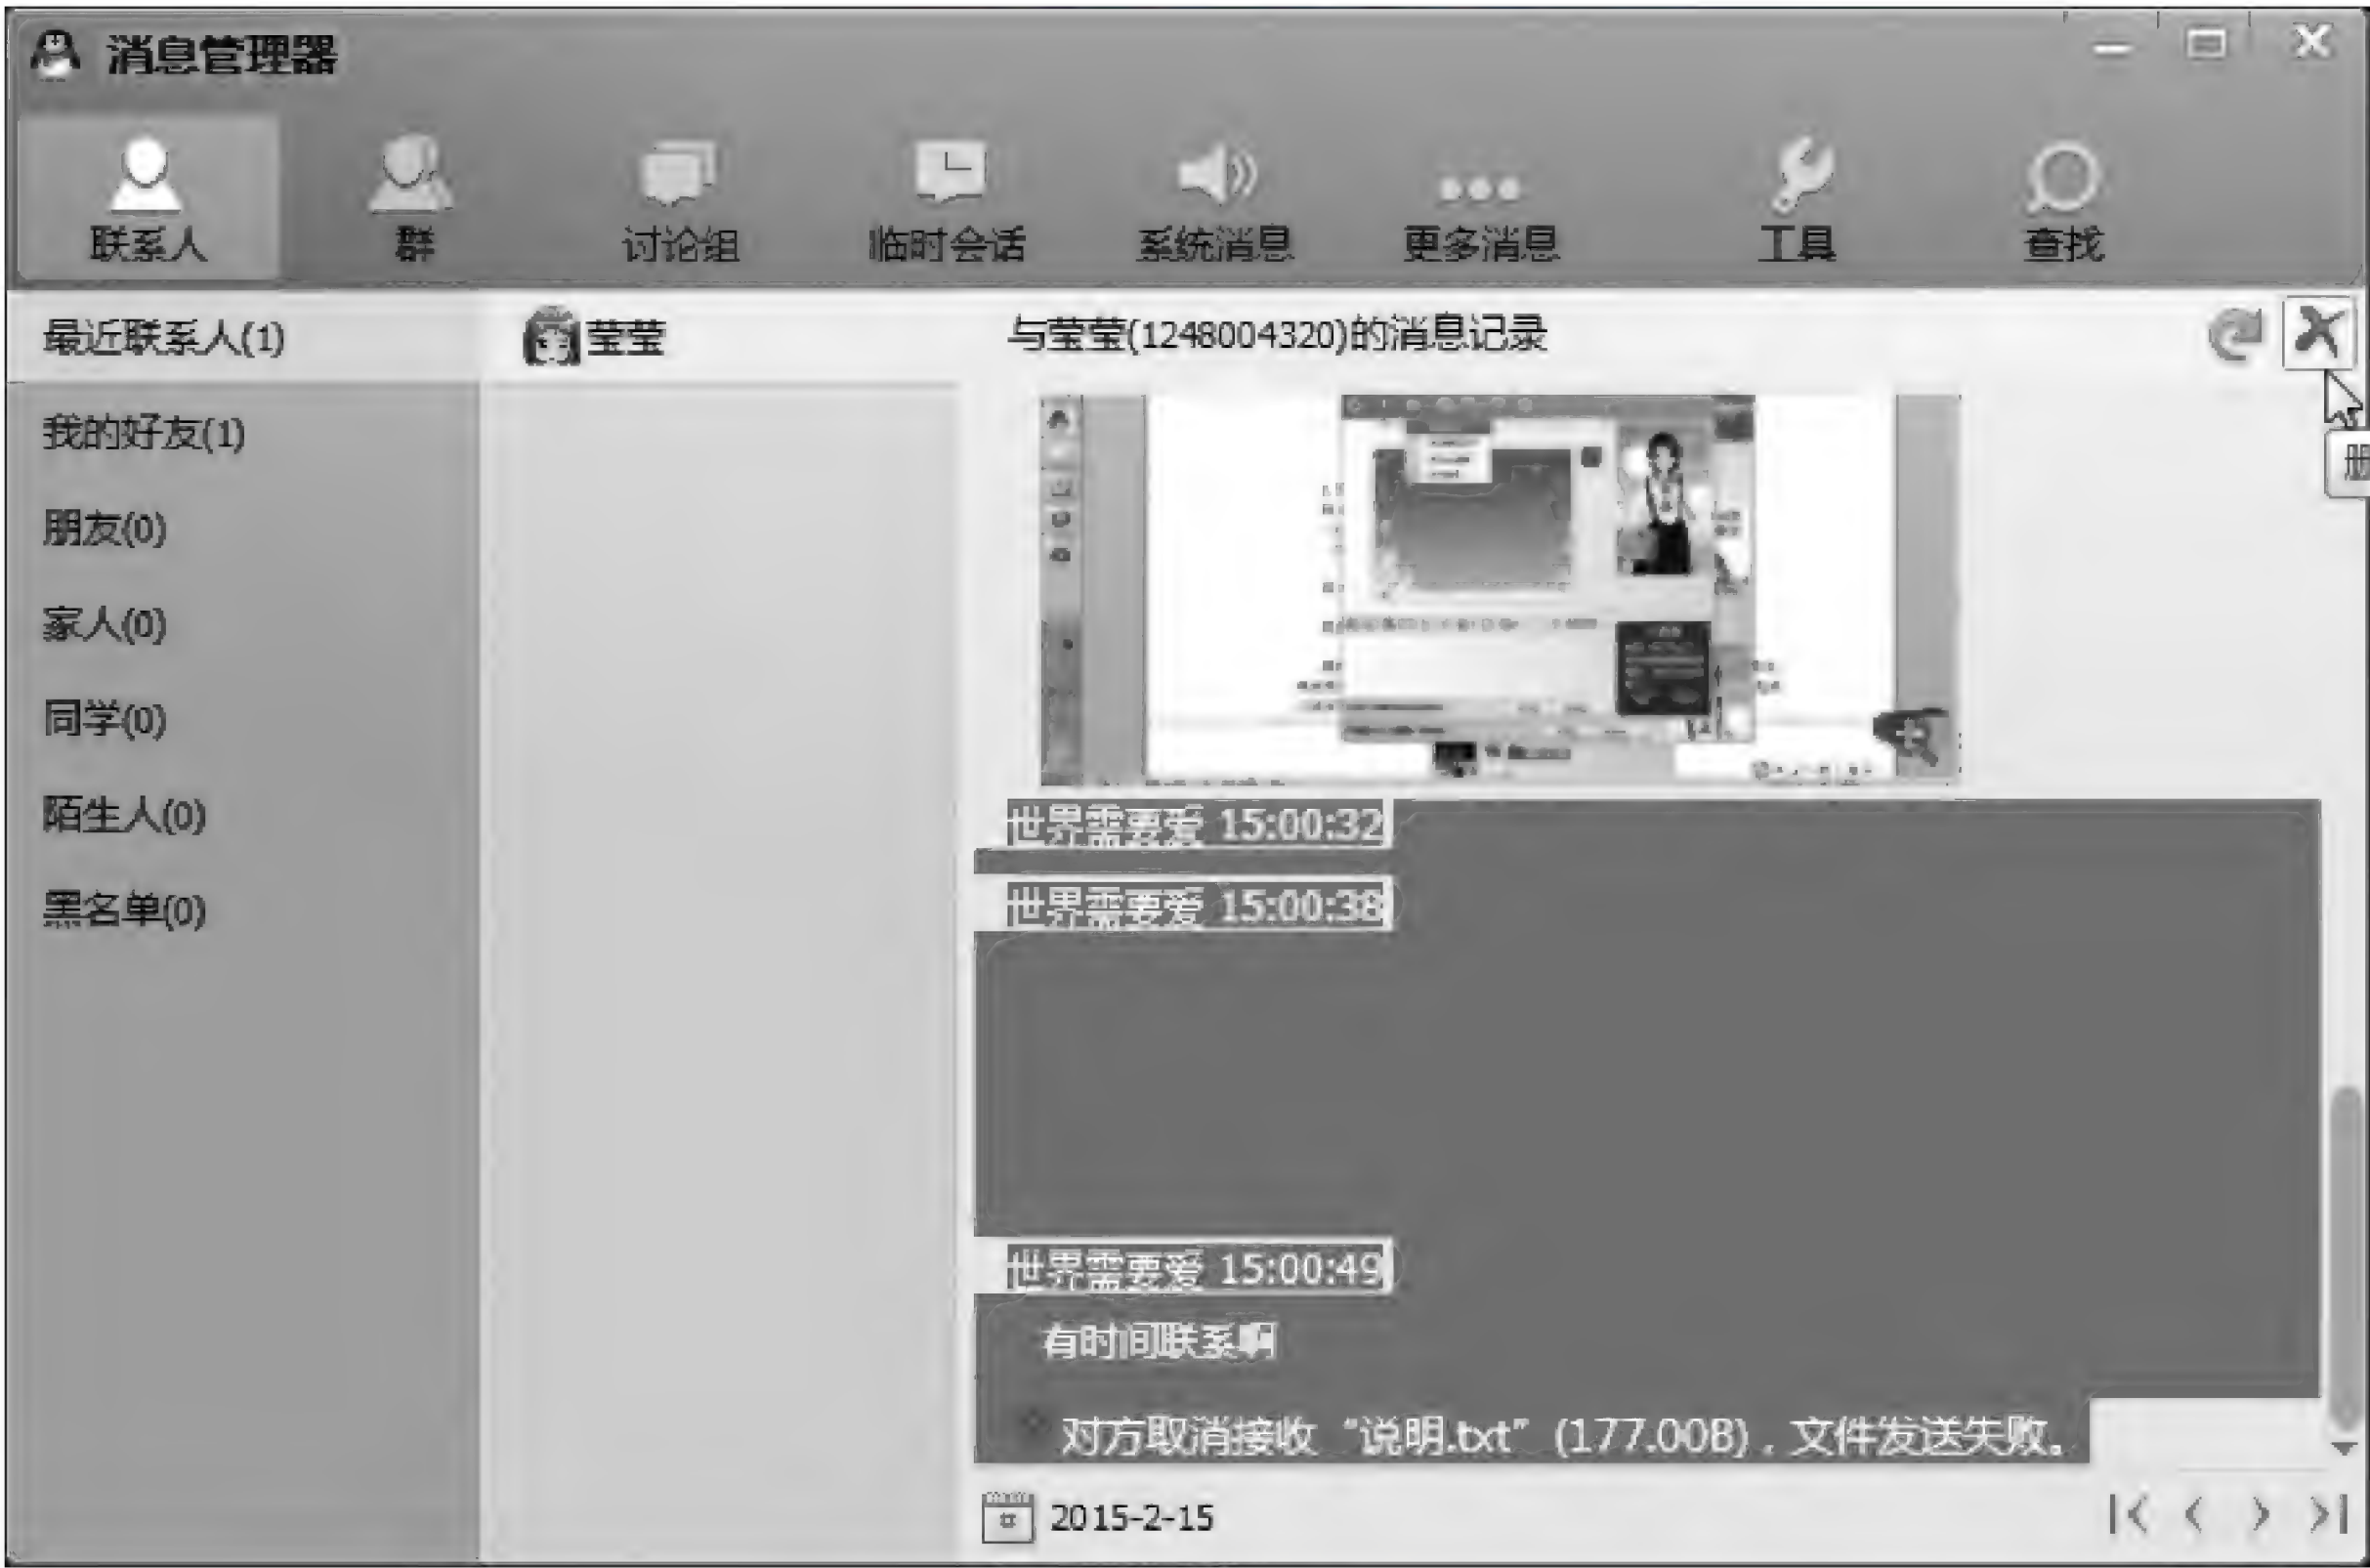 消息管理器
联系人 群 讨论组 临时会话 系统消息 更多消息 工具 查找
最近联系人(1)
我的好友(1)
朋友(0)
家人(0)
同学(0)
陌生人(0)
黑名单(0)
莹莹
与莹莹(1248004320)的消息记录
世界需要爱 15:00:32
世界需要爱 15:00:38
世界需要爱 15:00:49
有时间联系啊
对方取消接收“说明.txt”(177.00B)，文件发送失败。
2015-2-15